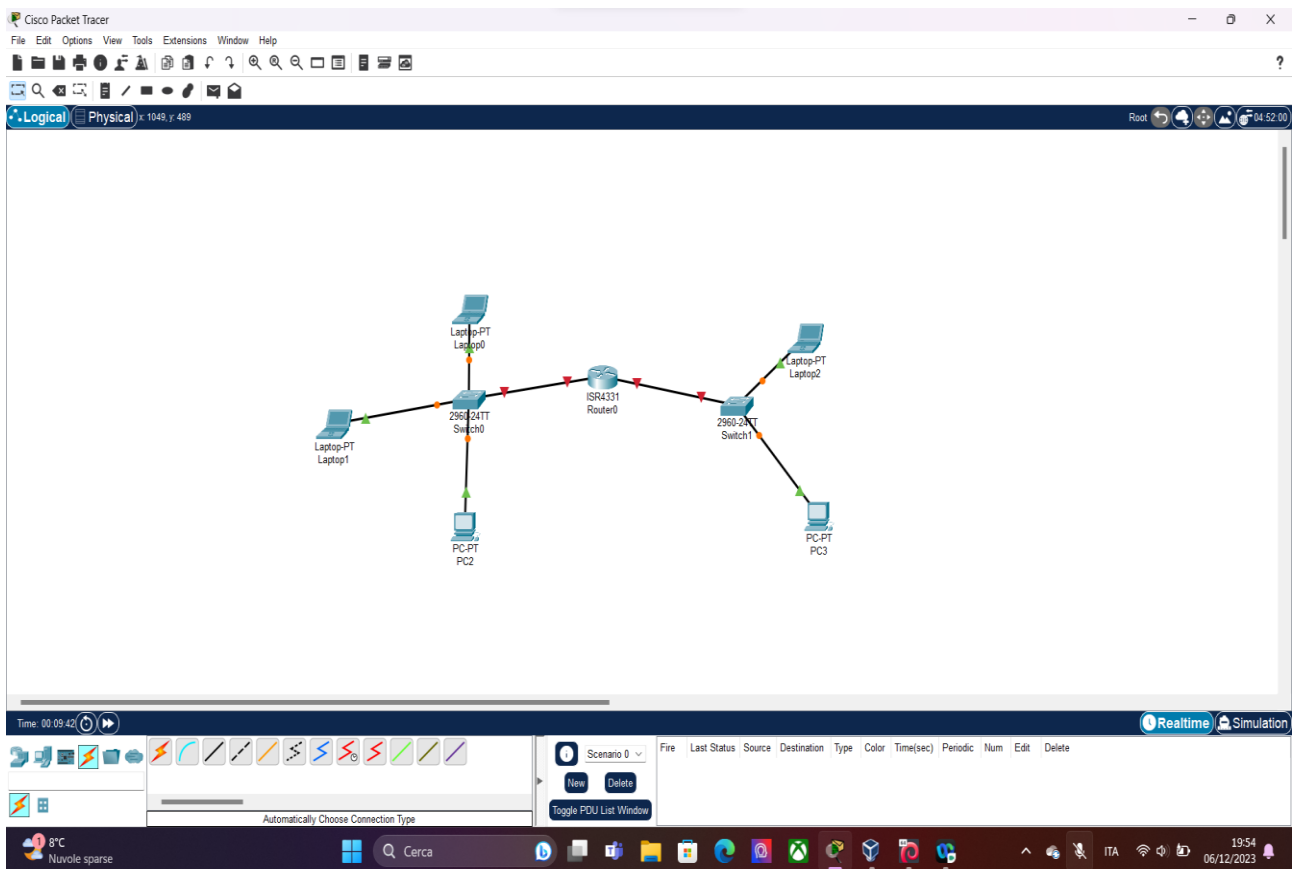 Cisco Packet Tracer
File Edit Options View Tools Extensions Window Help
?
Logical Physical x: 1049, y: 489 Root 04:52:00
Laptop-PT
Laptop0
Laptop-PT
Laptop2
ISR4331
Router0
2960-24TT
Switch0
2960-24TT
Switch1
Laptop-PT
Laptop1
PC-PT
PC3
PC-PT
PC2
Time: 00:09:42 Realtime Simulation
Scenario 0 Fire Last Status Source Destination Type Color Time(sec) Periodic Num Edit Delete
New Delete
Toggle PDU List Window
Automatically Choose Connection Type
1 8°C
Nuvole sparse
Cerca
ITA
19:54
06/12/2023